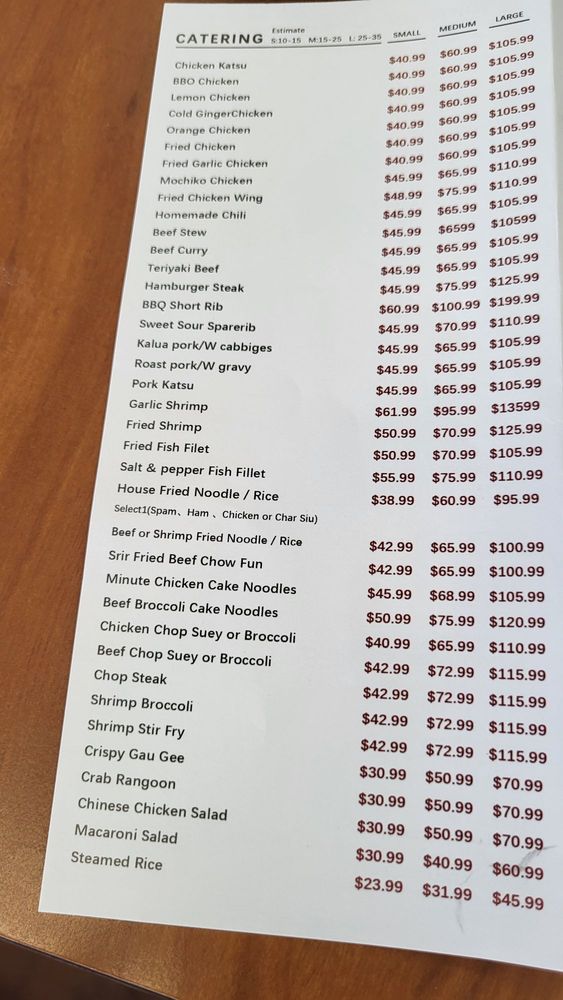 CATERING Estimate S:10-15 M:15-25 L: 25-35 SMALL MEDIUM LARGE
Chicken Katsu $40.99 $60.99 $105.99
BBO Chicken $40.99 $60.99 $105.99
Lemon Chicken $40.99 $60.99 $105.99
Cold GingerChicken $40.99 $60.99 $105.99
Orange Chicken $40.99 $60.99 $105.99
Fried Chicken $40.99 $60.99 $105.99
Fried Garlic Chicken $40.99 $60.99 $105.99
Mochiko Chicken $45.99 $65.99 $110.99
Fried Chicken Wing $48.99 $75.99 $110.99
Homemade Chili $45.99 $65.99 $105.99
Beef Stew $45.99 $6599 $10599
Beef Curry $45.99 $65.99 $105.99
Teriyaki Beef $45.99 $65.99 $105.99
Hamburger Steak $45.99 $75.99 $125.99
BBQ Short Rib $60.99 $100.99 $199.99
Sweet Sour Sparerib $45.99 $70.99 $110.99
Kalua pork/W cabbiges $45.99 $65.99 $105.99
Roast pork/W gravy $45.99 $65.99 $105.99
Pork Katsu $45.99 $65.99 $105.99
Garlic Shrimp $61.99 $95.99 $13599
Fried Shrimp $50.99 $70.99 $125.99
Fried Fish Filet $50.99 $70.99 $105.99
Salt & pepper Fish Fillet $55.99 $75.99 $110.99
House Fried Noodle / Rice $38.99 $60.99 $95.99
Select1(Spam、Ham 、Chicken or Char Siu)
Beef or Shrimp Fried Noodle / Rice $42.99 $65.99 $100.99
Srir Fried Beef Chow Fun $42.99 $65.99 $100.99
Minute Chicken Cake Noodles $45.99 $68.99 $105.99
Beef Broccoli Cake Noodles $50.99 $75.99 $120.99
Chicken Chop Suey or Broccoli $40.99 $65.99 $110.99
Beef Chop Suey or Broccoli $42.99 $72.99 $115.99
Chop Steak $42.99 $72.99 $115.99
Shrimp Broccoli $42.99 $72.99 $115.99
Shrimp Stir Fry $42.99 $72.99 $115.99
Crispy Gau Gee $30.99 $50.99 $70.99
Crab Rangoon $30.99 $50.99 $70.99
Chinese Chicken Salad $30.99 $50.99 $70.99
Macaroni Salad $30.99 $40.99 $60.99
Steamed Rice $23.99 $31.99 $45.99